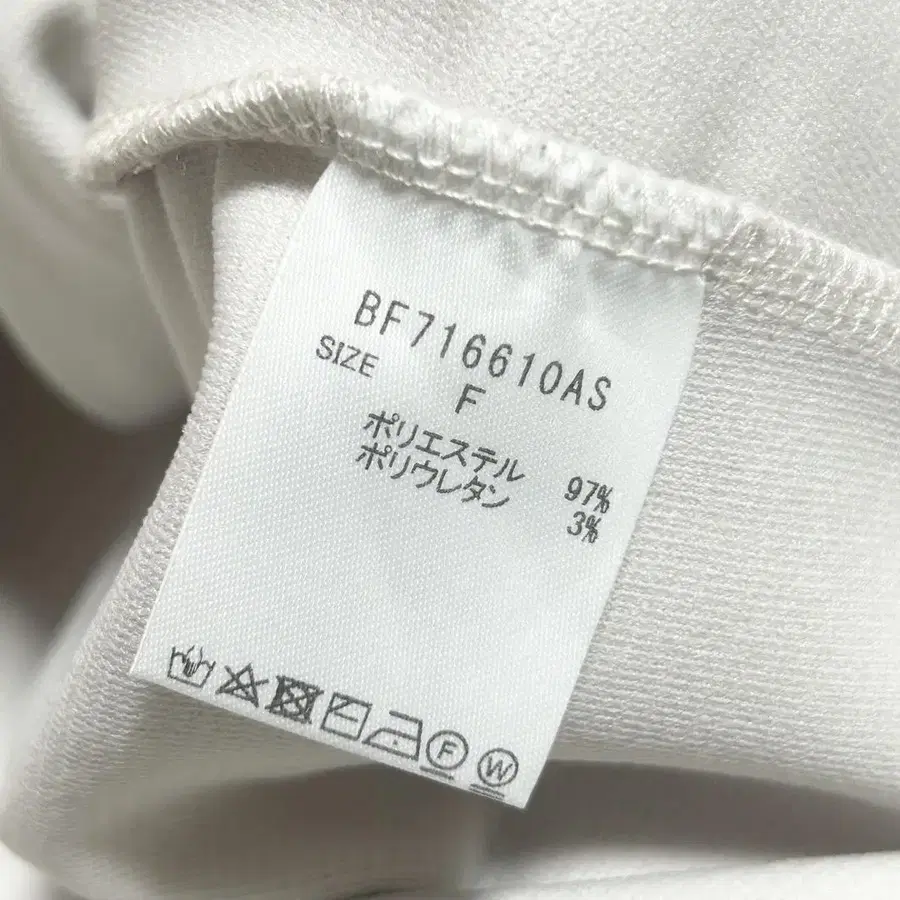 BF716610AS
SIZE F
ポリエステル 97%
ポリウレタン 3%
F W